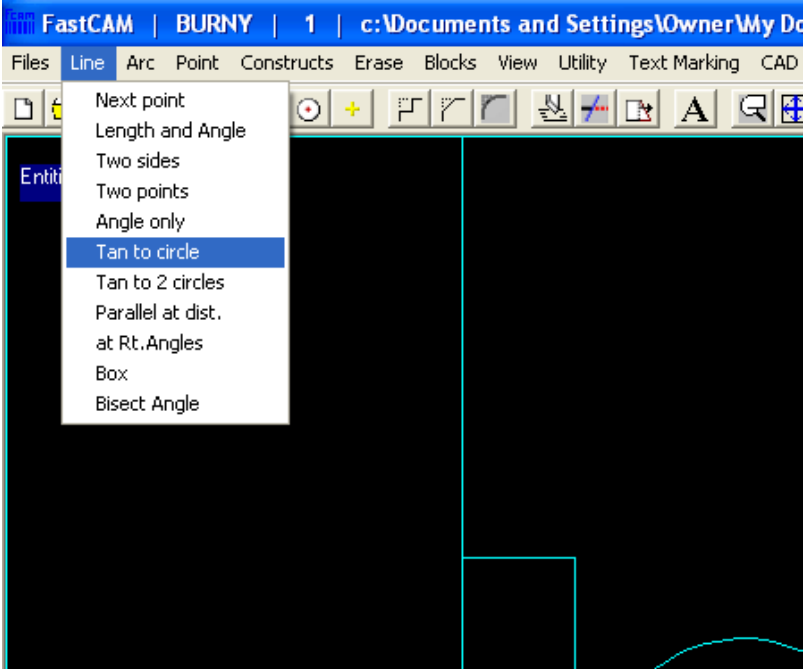 FastCAM | BURNY | 1 | c:\Documents and Settings\Owner\My Do
Files Line Arc Point Constructs Erase Blocks View Utility Text Marking CAD
A
Next point
Length and Angle
Two sides
Entiti
Two points
Angle only
Tan to circle
Tan to 2 circles
Parallel at dist.
at Rt.Angles
Box
Bisect Angle